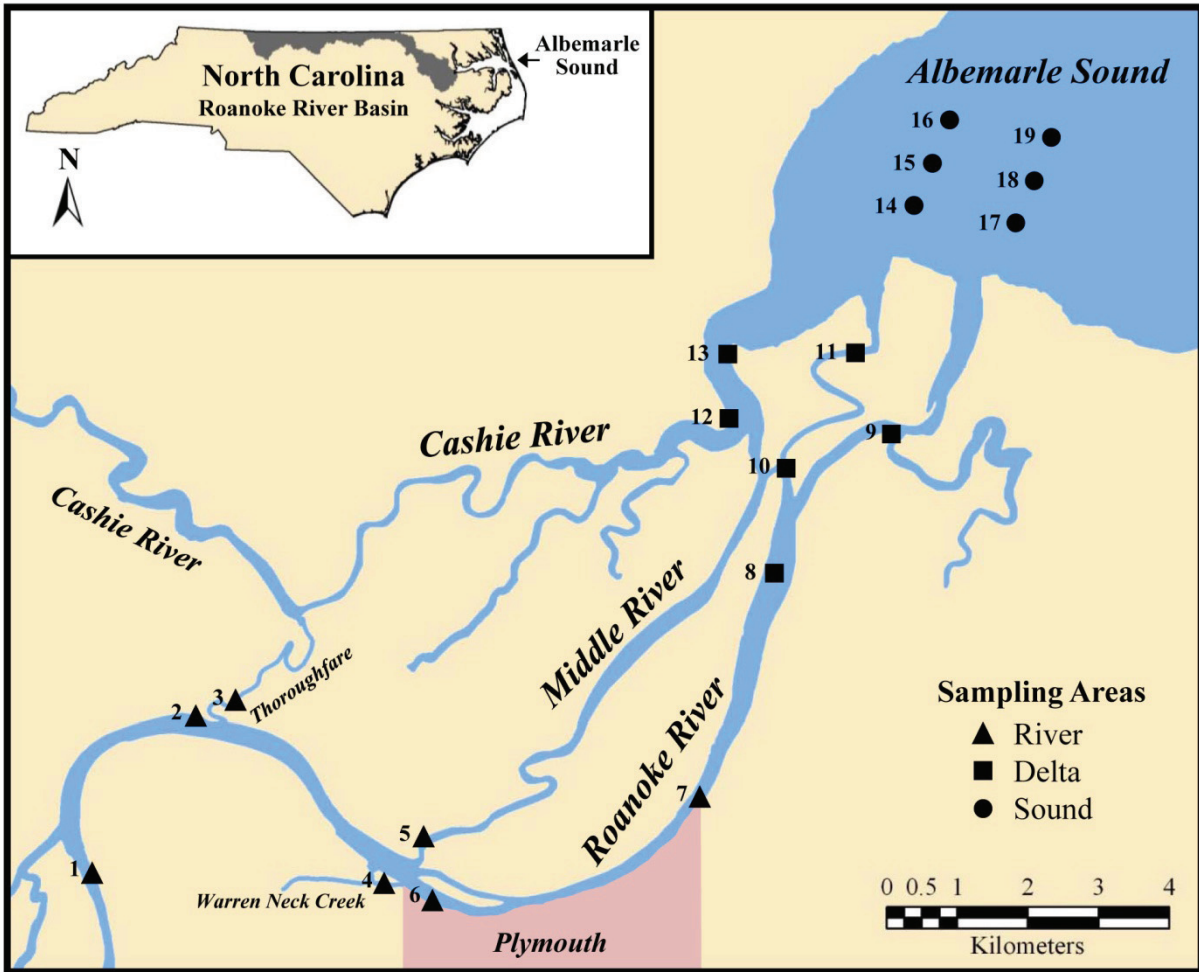 North Carolina
Roanoke River Basin
Albemarle
Sound
N
Albemarle Sound
16
19
15
18
14
17
13
11
12
9
Cashie River
10
Cashie River
8
Middle River
3
2
Thoroughfare
Roanoke River
7
5
1
4
6
Warren Neck Creek
Plymouth
Sampling Areas
River
Delta
Sound
0 0.5 1 2 3 4
Kilometers